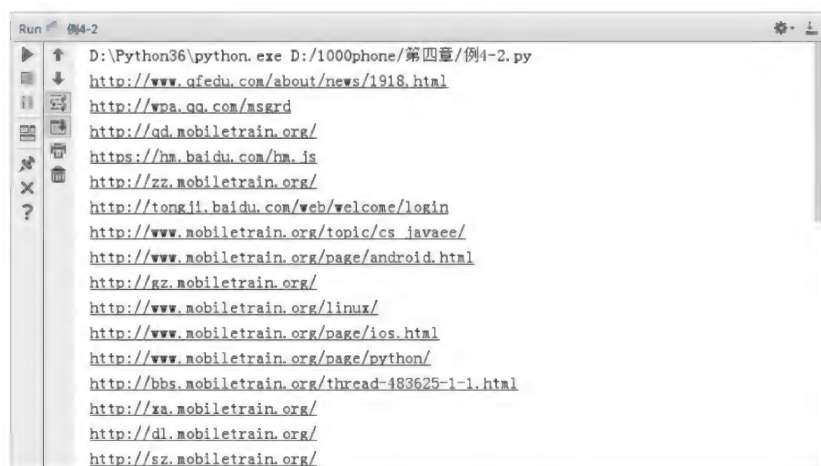 Run 例4-2
D:\Python36\python.exe D:/1000phone/第四章/例4-2.py
http://www.qfedu.com/about/news/1918.html
http://wpa.qq.com/msgrd
http://qd.mobiletrain.org/
https://hm.baidu.com/hm.js
http://zz.mobiletrain.org/
http://tongji.baidu.com/web/welcome/login
http://www.mobiletrain.org/topic/cs_javaee/
http://www.mobiletrain.org/page/android.html
http://gz.mobiletrain.org/
http://www.mobiletrain.org/linux/
http://www.mobiletrain.org/page/ios.html
http://www.mobiletrain.org/page/python/
http://bbs.mobiletrain.org/thread-483625-1-1.html
http://xa.mobiletrain.org/
http://dl.mobiletrain.org/
http://sz.mobiletrain.org/